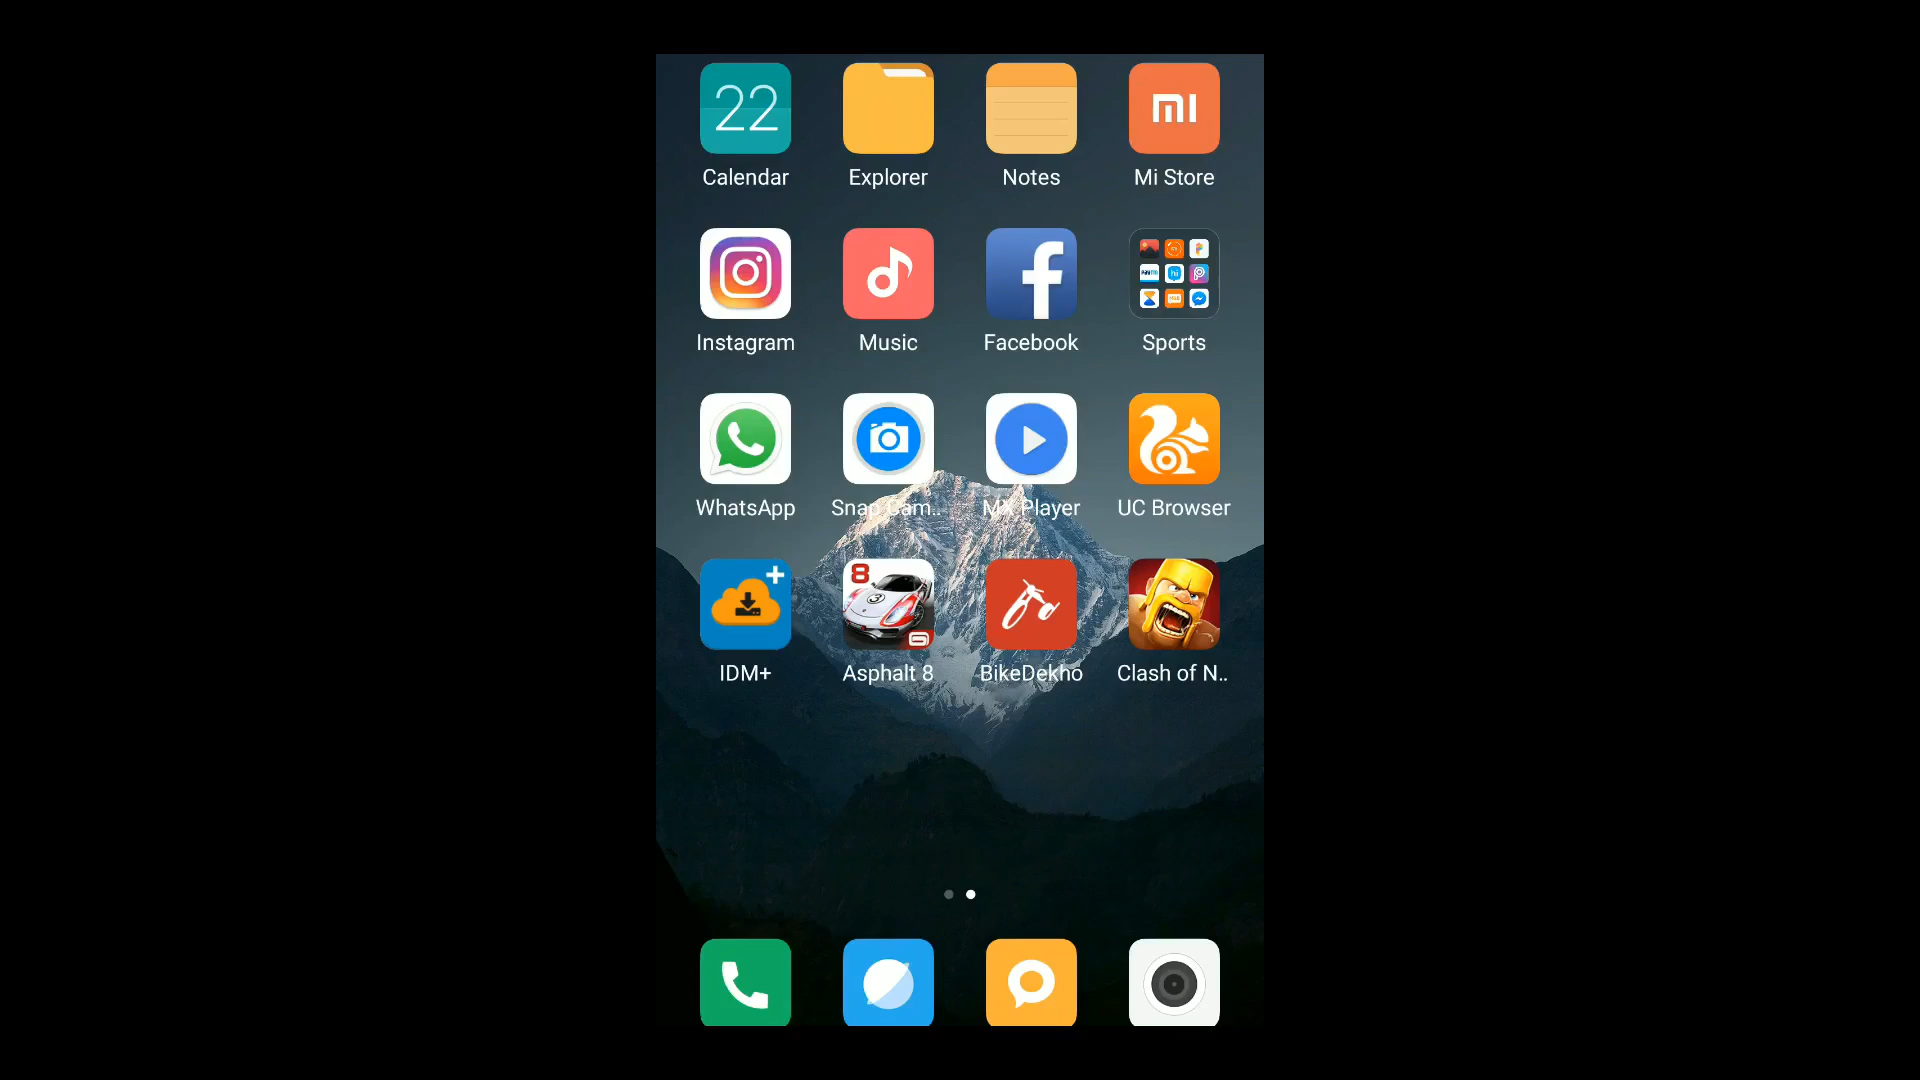 22
Calendar
Explorer
Notes
Mi Store
Instagram
Music
Facebook
Sports
WhatsApp
Snap Cam..
MX Player
UC Browser
8
3
IDM+
Asphalt 8
BikeDekho
Clash of N..